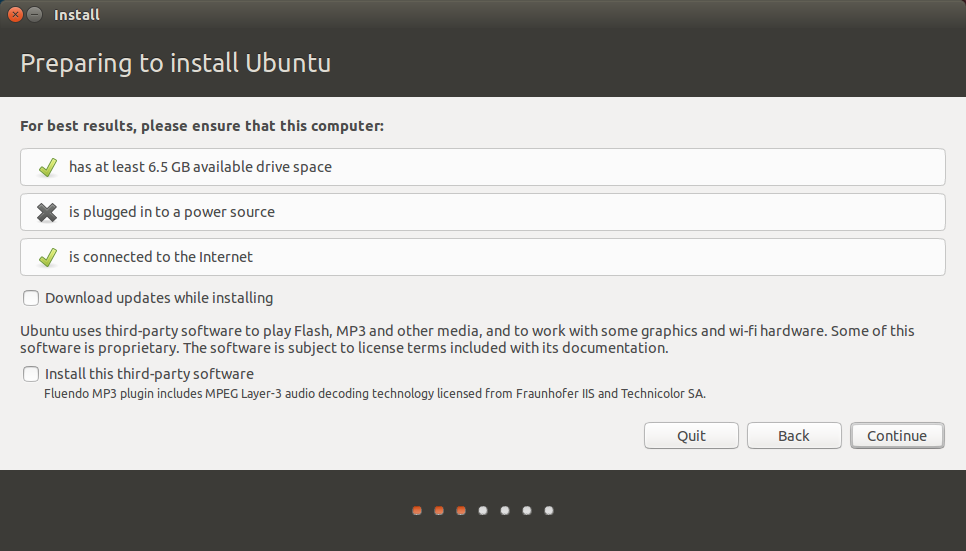 Install
Preparing to install Ubuntu
For best results, please ensure that this computer:
has at least 6.5 GB available drive space
is plugged in to a power source
is connected to the Internet
Download updates while installing
Ubuntu uses third-party software to play Flash, MP3 and other media, and to work with some graphics and wi-fi hardware. Some of this
software is proprietary. The software is subject to license terms included with its documentation.
Install this third-party software
Fluendo MP3 plugin includes MPEG Layer-3 audio decoding technology licensed from Fraunhofer IIS and Technicolor SA.
Quit
Back
Continue